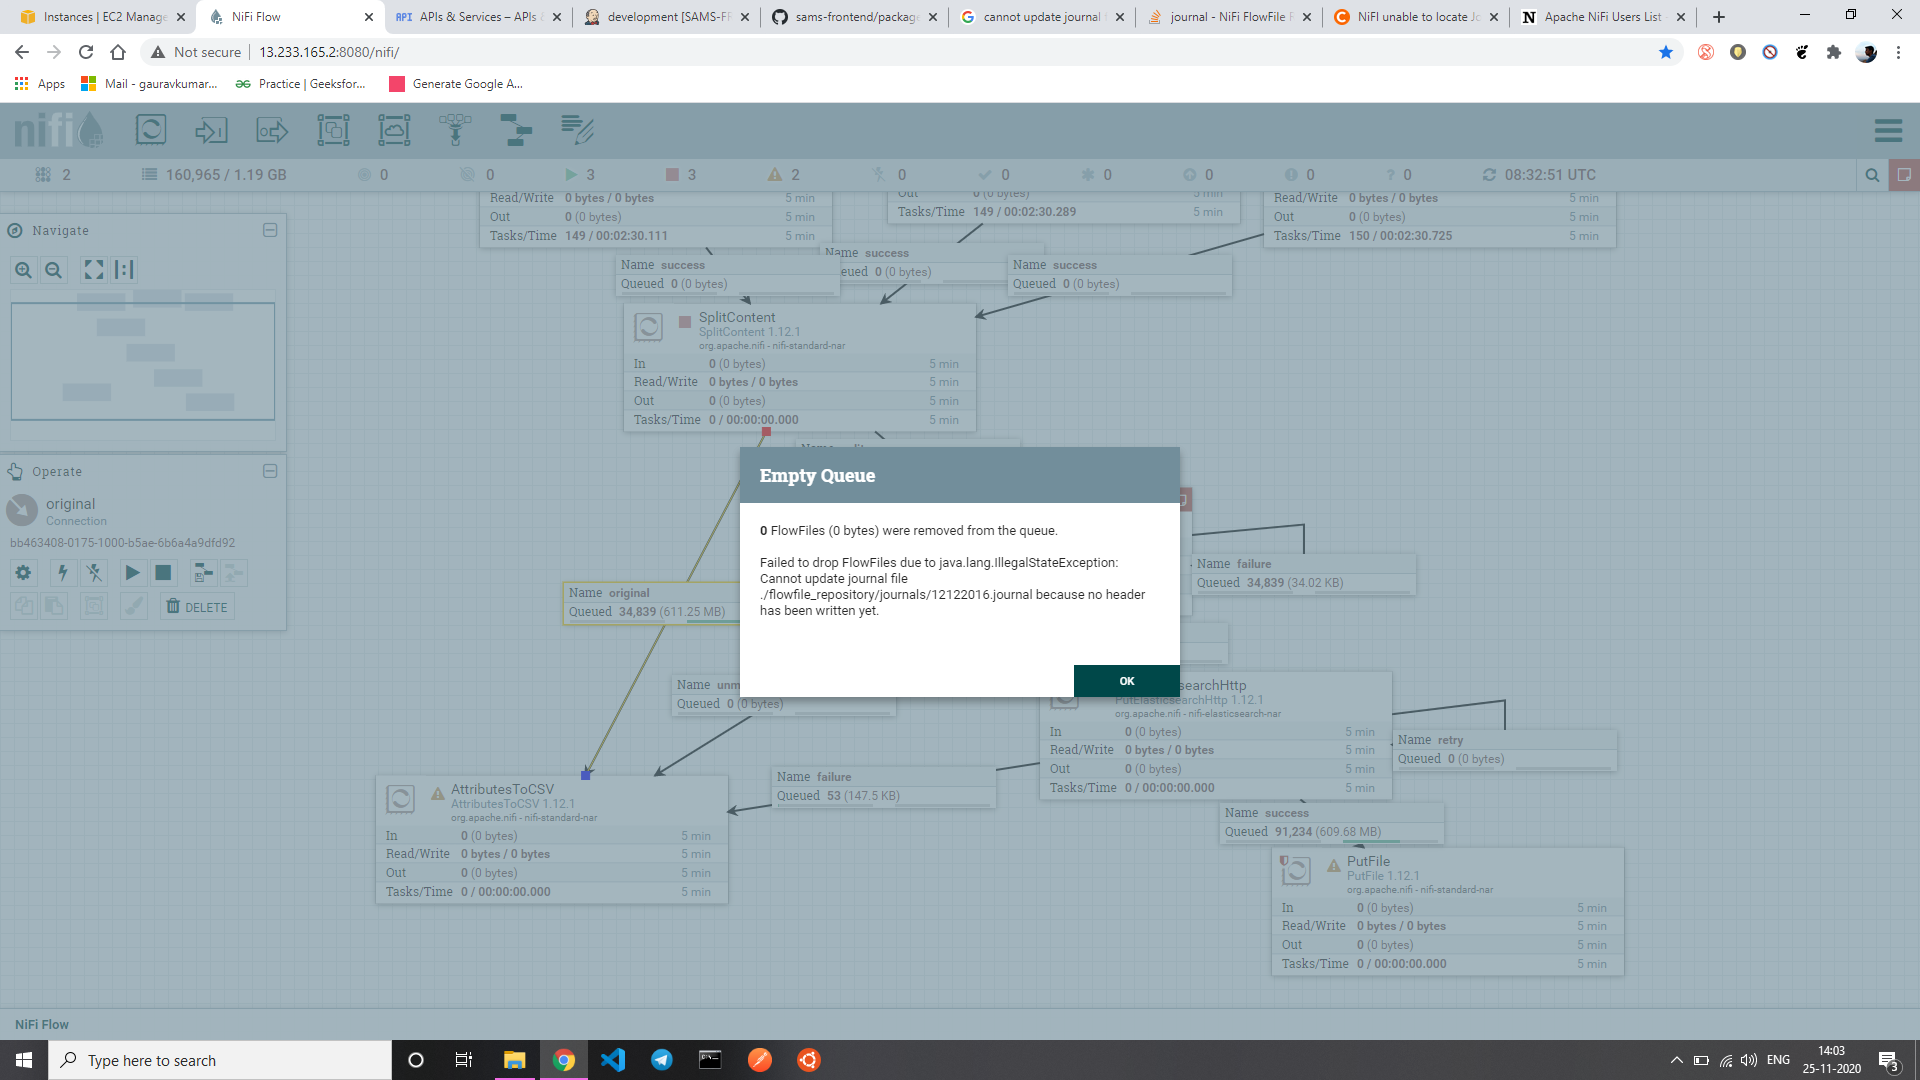 Instances | EC2 Manage
NiFi Flow
API APIs & Services – APIs &
development [SAMS-FF
sams-frontend/package
cannot update journal f
journal - NiFi FlowFile R
NiFI unable to locate Jo
Apache NiFi Users List -
Not secure 13.233.165.2:8080/nifi/
Apps
Mail - gauravkumar...
Practice | Geeksfor...
Generate Google A...
nifi
2
160,965 / 1.19 GB
0
0
3
3
2
0
0
0
0
0
0
08:32:51 UTC
Read/Write 0 bytes / 0 bytes 5 min
Out 0 (0 bytes) 5 min
Tasks/Time 149 / 00:02:30.111 5 min
Out 0 (0 bytes) 5 min
Tasks/Time 149 / 00:02:30.289 5 min
Read/Write 0 bytes / 0 bytes 5 min
Out 0 (0 bytes) 5 min
Tasks/Time 150 / 00:02:30.725 5 min
Navigate
Name success
Queued 0 (0 bytes)
Name success
eued 0 (0 bytes)
Name success
Queued 0 (0 bytes)
SplitContent
SplitContent 1.12.1
org.apache.nifi - nifi-standard-nar
In 0 (0 bytes) 5 min
Read/Write 0 bytes / 0 bytes 5 min
Out 0 (0 bytes) 5 min
Tasks/Time 0 / 00:00:00.000 5 min
Operate
original
Connection
bb463408-0175-1000-b5ae-6b6a4a9dfd92
DELETE
Empty Queue
0 FlowFiles (0 bytes) were removed from the queue.
Failed to drop FlowFiles due to java.lang.IllegalStateException:
Cannot update journal file
./flowfile_repository/journals/12122016.journal because no header
has been written yet.
OK
Name failure
Queued 34,839 (34.02 KB)
Name original
Queued 34,839 (611.25 MB)
Name unm
Queued 0 (0 bytes)
searchHttp
PutElasticsearchHttp 1.12.1
org.apache.nifi - nifi-elasticsearch-nar
In 0 (0 bytes) 5 min
Read/Write 0 bytes / 0 bytes 5 min
Out 0 (0 bytes) 5 min
Tasks/Time 0 / 00:00:00.000 5 min
Name retry
Queued 0 (0 bytes)
Name failure
Queued 53 (147.5 KB)
AttributesToCSV
AttributesToCSV 1.12.1
org.apache.nifi - nifi-standard-nar
In 0 (0 bytes) 5 min
Read/Write 0 bytes / 0 bytes 5 min
Out 0 (0 bytes) 5 min
Tasks/Time 0 / 00:00:00.000 5 min
Name success
Queued 91,234 (609.68 MB)
PutFile
PutFile 1.12.1
org.apache.nifi - nifi-standard-nar
In 0 (0 bytes) 5 min
Read/Write 0 bytes / 0 bytes 5 min
Out 0 (0 bytes) 5 min
Tasks/Time 0 / 00:00:00.000 5 min
NiFi Flow
Type here to search
ENG
14:03
25-11-2020
3